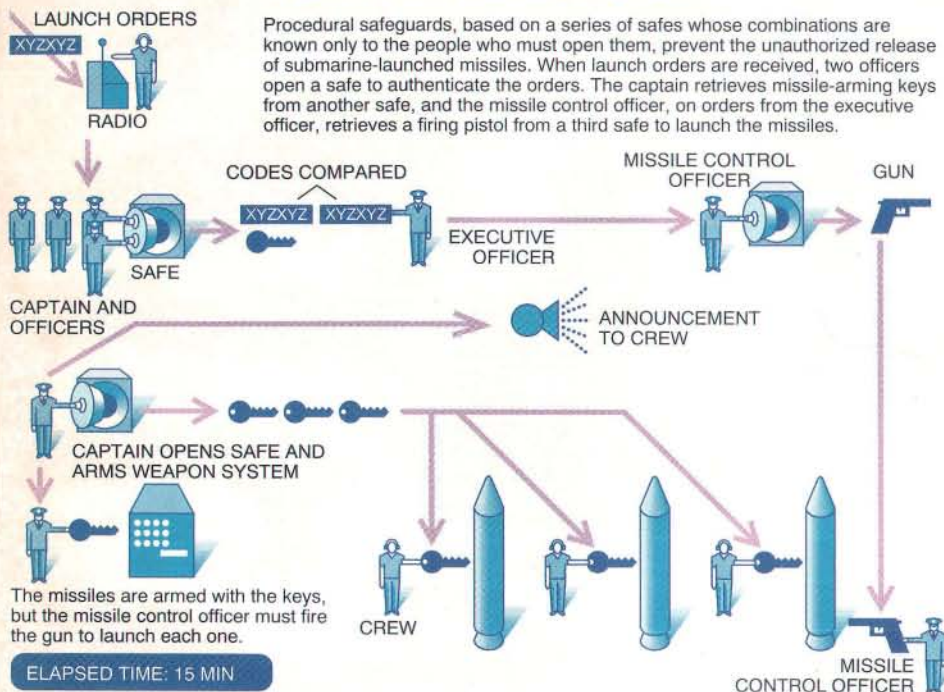 LAUNCH ORDERS
XYZXYZ
RADIO
Procedural safeguards, based on a series of safes whose combinations are
known only to the people who must open them, prevent the unauthorized release
of submarine-launched missiles. When launch orders are received, two officers
open a safe to authenticate the orders. The captain retrieves missile-arming keys
from another safe, and the missile control officer, on orders from the executive
officer, retrieves a firing pistol from a third safe to launch the missiles.
CODES COMPARED
XYZXYZ XYZXYZ
MISSILE CONTROL
OFFICER
GUN
SAFE
EXECUTIVE
OFFICER
CAPTAIN AND
OFFICERS
ANNOUNCEMENT
TO CREW
CAPTAIN OPENS SAFE AND
ARMS WEAPON SYSTEM
The missiles are armed with the keys,
but the missile control officer must fire
the gun to launch each one.
CREW
ELAPSED TIME: 15 MIN
MISSILE
CONTROL OFFICER